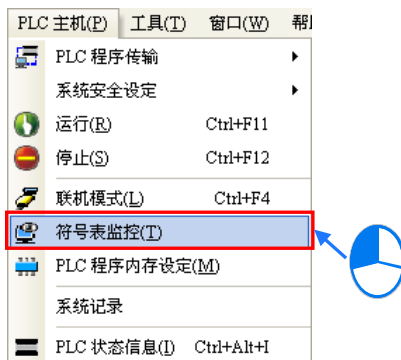 PLC 主机(P) 工具(T) 窗口(W) 帮
PLC 程序传输
系统安全设定
运行(R) Ctrl+F11
停止(S) Ctrl+F12
联机模式(L) Ctrl+F4
符号表监控(T)
PLC 程序内存设定(M)
系统记录
PLC 状态信息(I) Ctrl+Alt+I